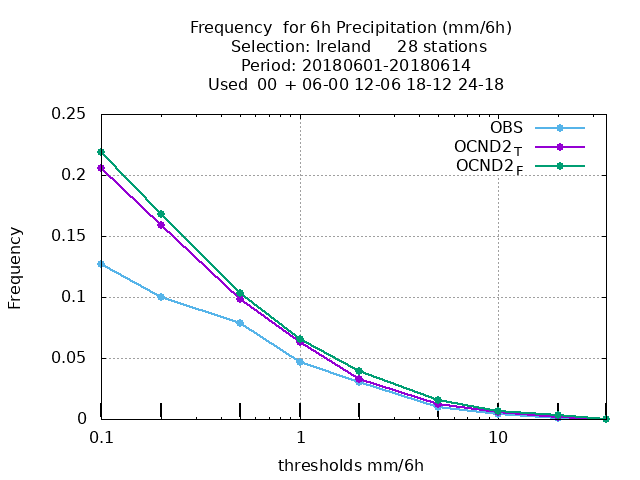 Frequency  for 6h Precipitation (mm/6h)
Selection: Ireland     28 stations
Period: 20180601-20180614
Used  00  + 06-00 12-06 18-12 24-18
OBS
OCND2_T
OCND2_F
0.25
0.2
0.15
0.1
0.05
0
Frequency
0.1
1
10
thresholds mm/6h